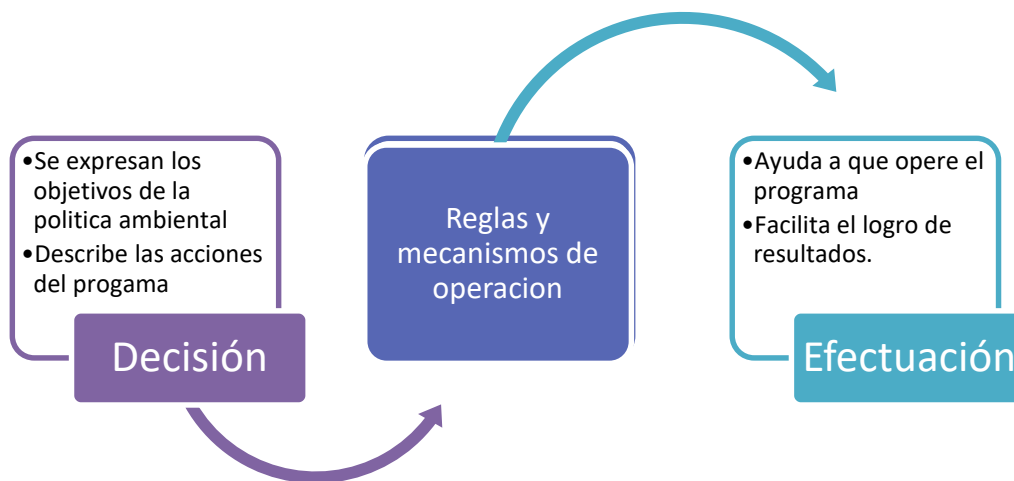 •Se expresan los
objetivos de la
politica ambiental
•Describe las acciones
del progama
Decisión
Reglas y
mecanismos de
operacion
•Ayuda a que opere el
programa
•Facilita el logro de
resultados.
Efectuación